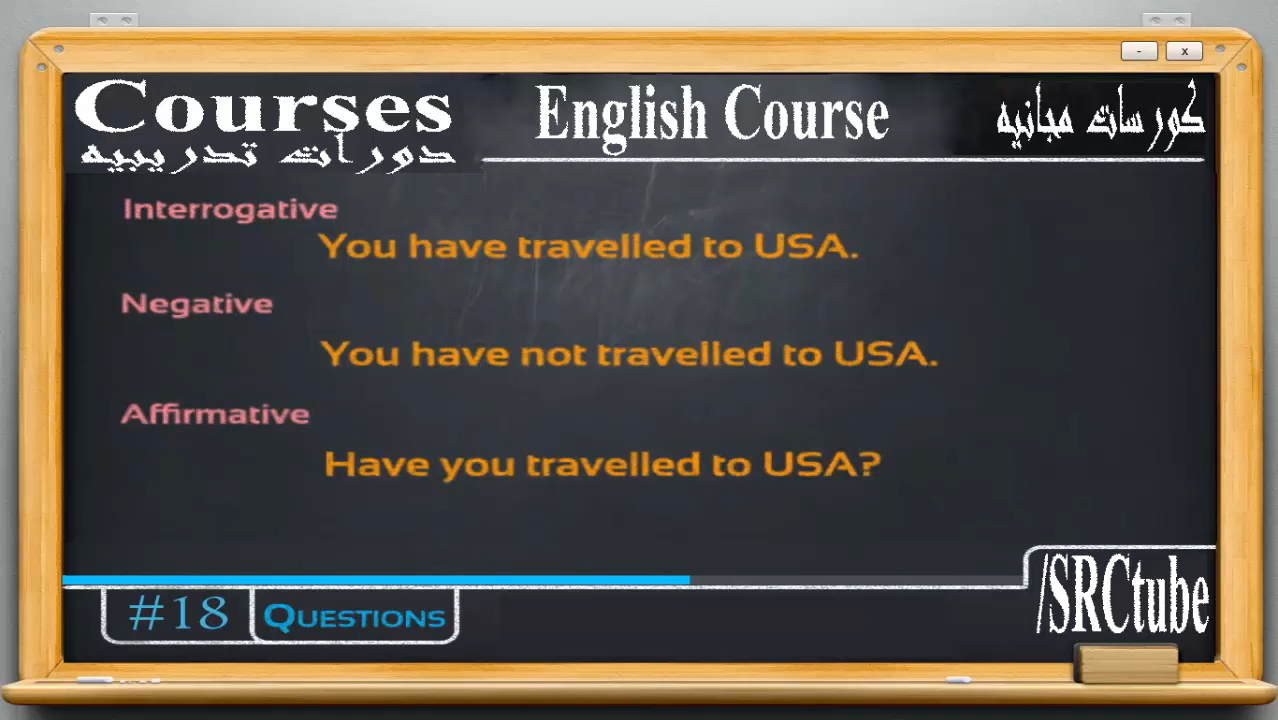 - x
Courses
دورات تدريبيه
English Course
كورسات مجانيه
Interrogative
You have travelled to USA.
Negative
You have not travelled to USA.
Affirmative
Have you travelled to USA?
#18 QUESTIONS
/SRCtube